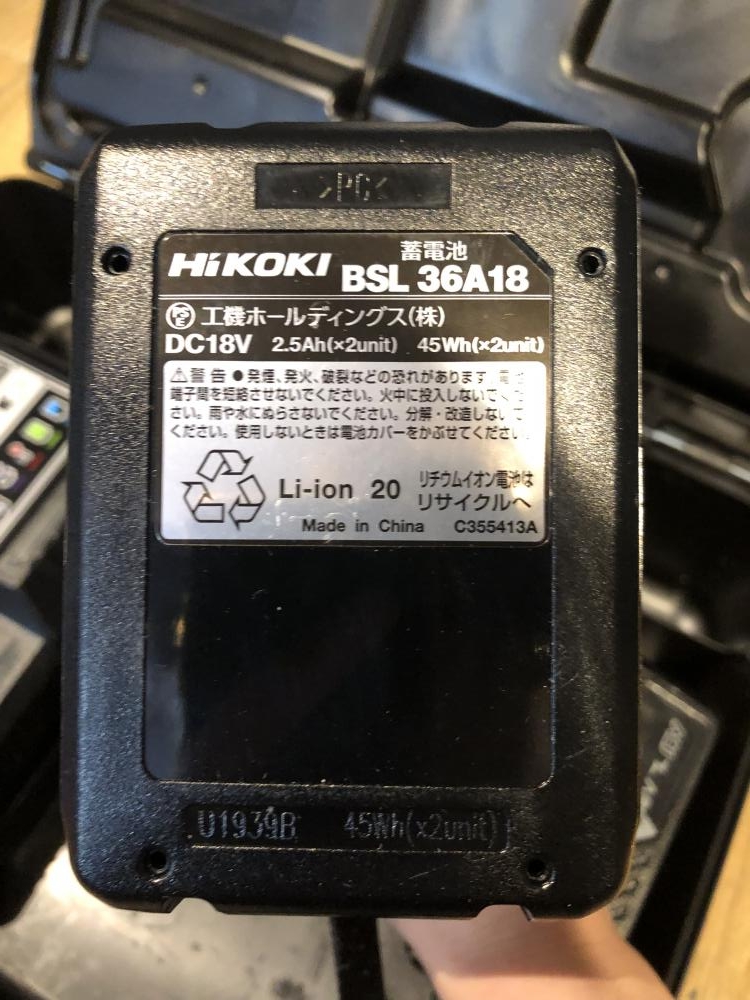 >PC<
HiKOKI 蓄電池
BSL 36A18
PSE 工機ホールディングス(株)
DC18V 2.5Ah(×2unit) 45Wh(×2unit)
⚠警告 ●発煙、発火、破裂などの恐れがあります。
端子間を短絡させないでください。火中に投入しないで
さい。雨や水にぬらさないでください。分解・改造しない
ください。使用しないときは電池カバーをかぶせてくださ
Li-ion 20 リチウムイオン電池は
リサイクルへ
Made in China C355413A
U1939B 45Wh(×2unit)